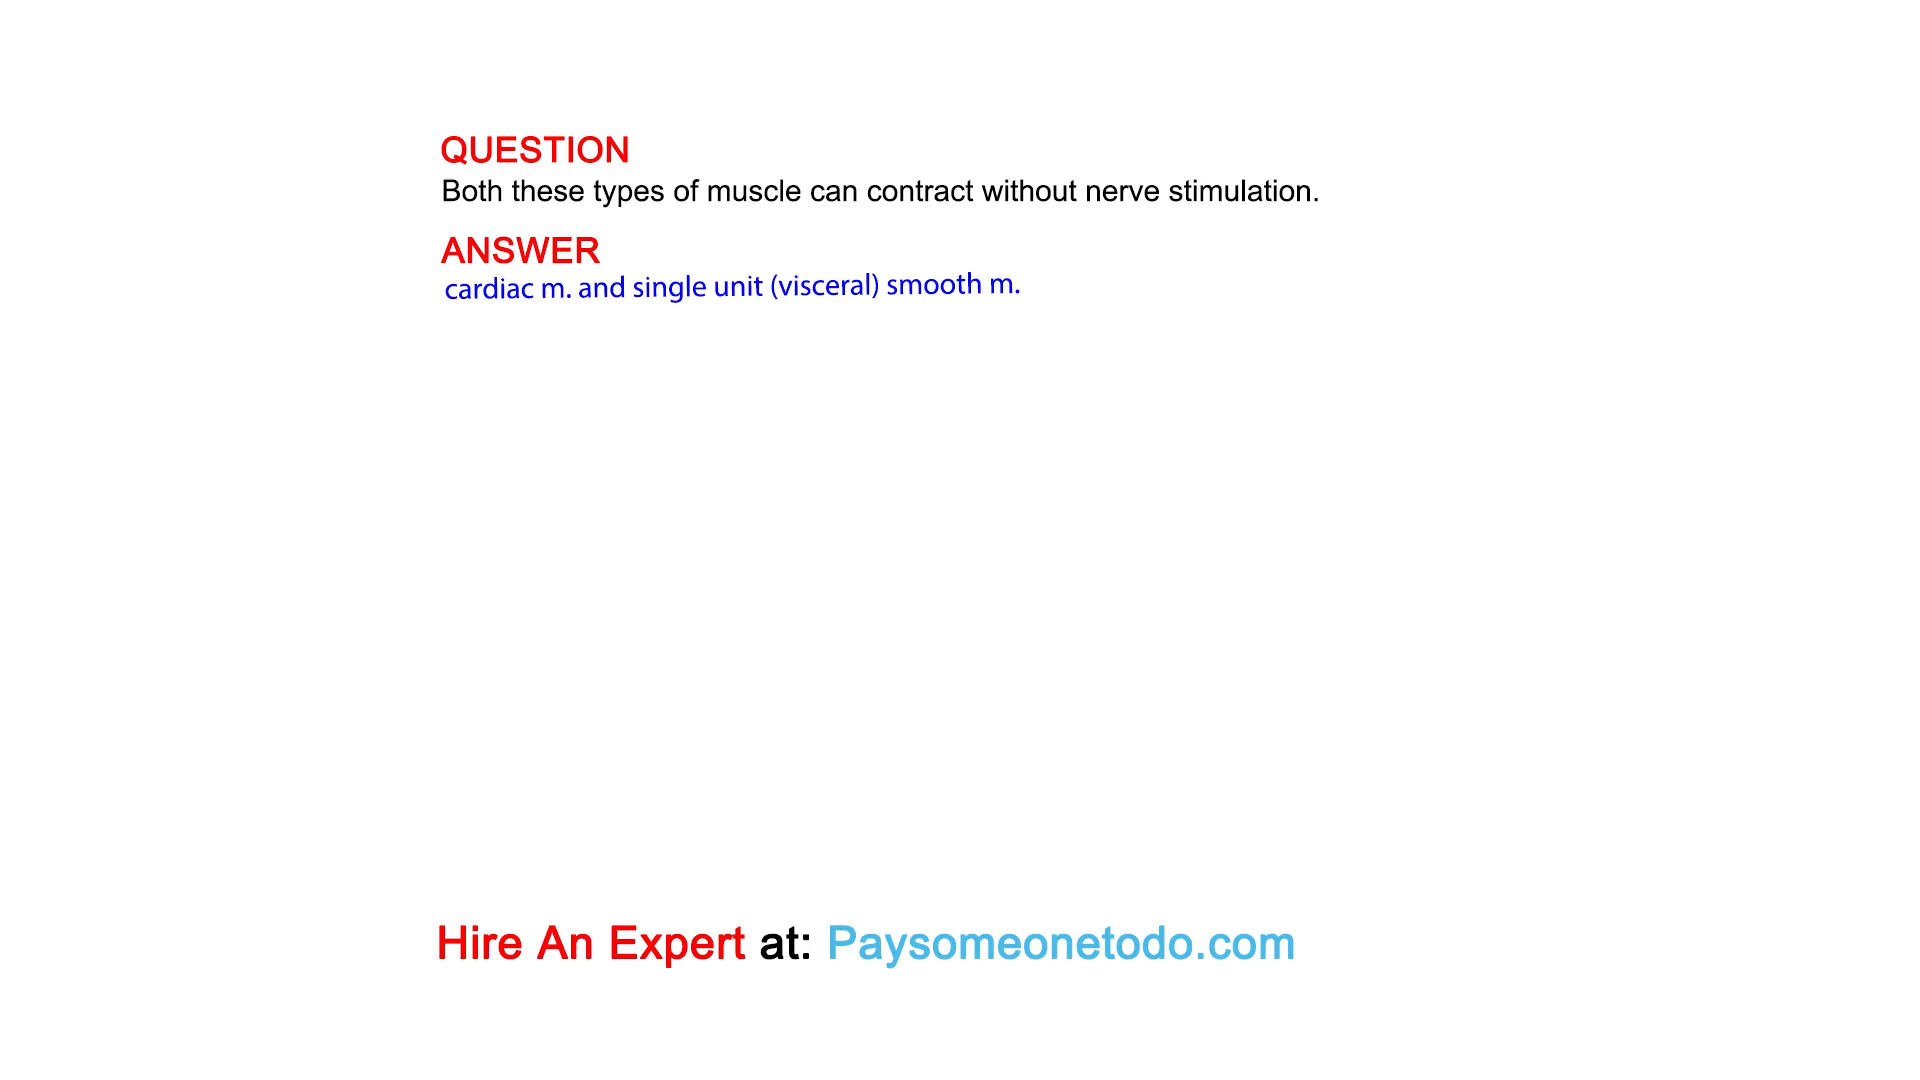 QUESTION
Both these types of muscle can contract without nerve stimulation.
ANSWER
cardiac m. and single unit (visceral) smooth m.
Hire An Expert at: Paysomeonetodo.com